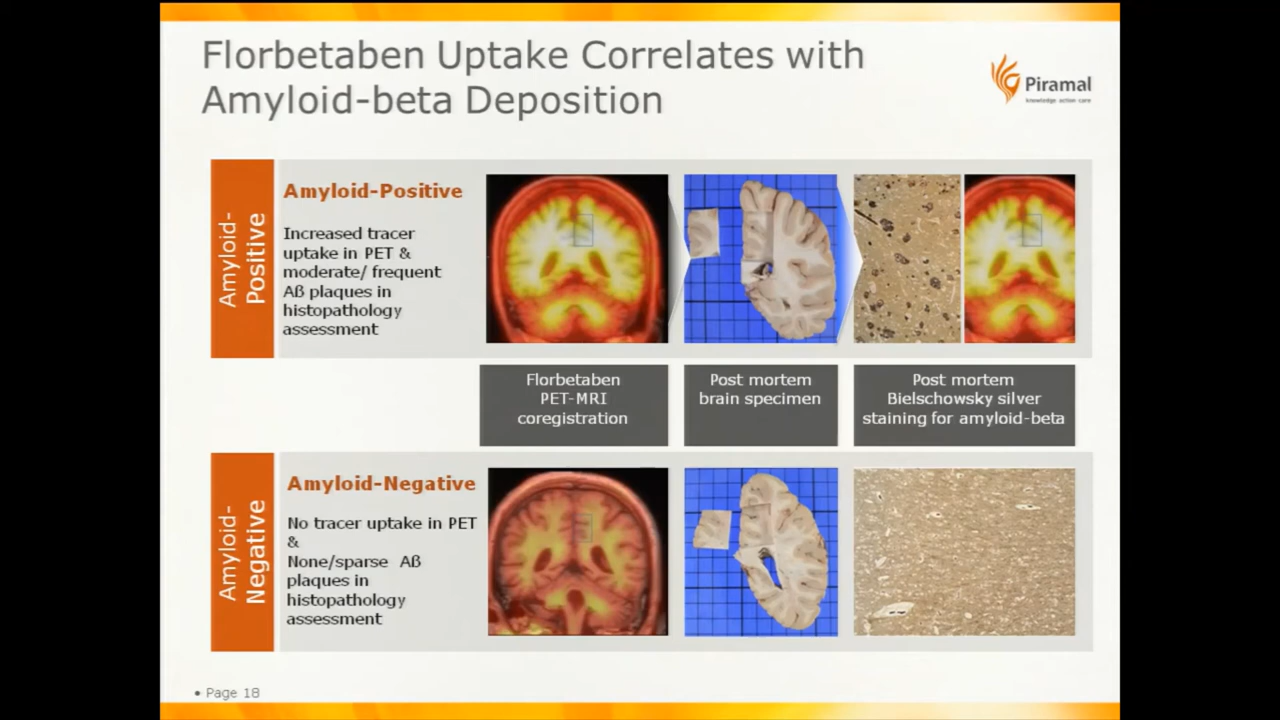 Florbetaben Uptake Correlates with
Amyloid-beta Deposition
Piramal
knowledge action care
Amyloid-
Positive
Amyloid-Positive
Increased tracer
uptake in PET &
moderate/ frequent
Aß plaques in
histopathology
assessment
Florbetaben
PET-MRI
coregistration
Post mortem
brain specimen
Post mortem
Bielschowsky silver
staining for amyloid-beta
Amyloid-
Negative
Amyloid-Negative
No tracer uptake in PET
&
None/sparse Aß
plaques in
histopathology
assessment
• Page 18